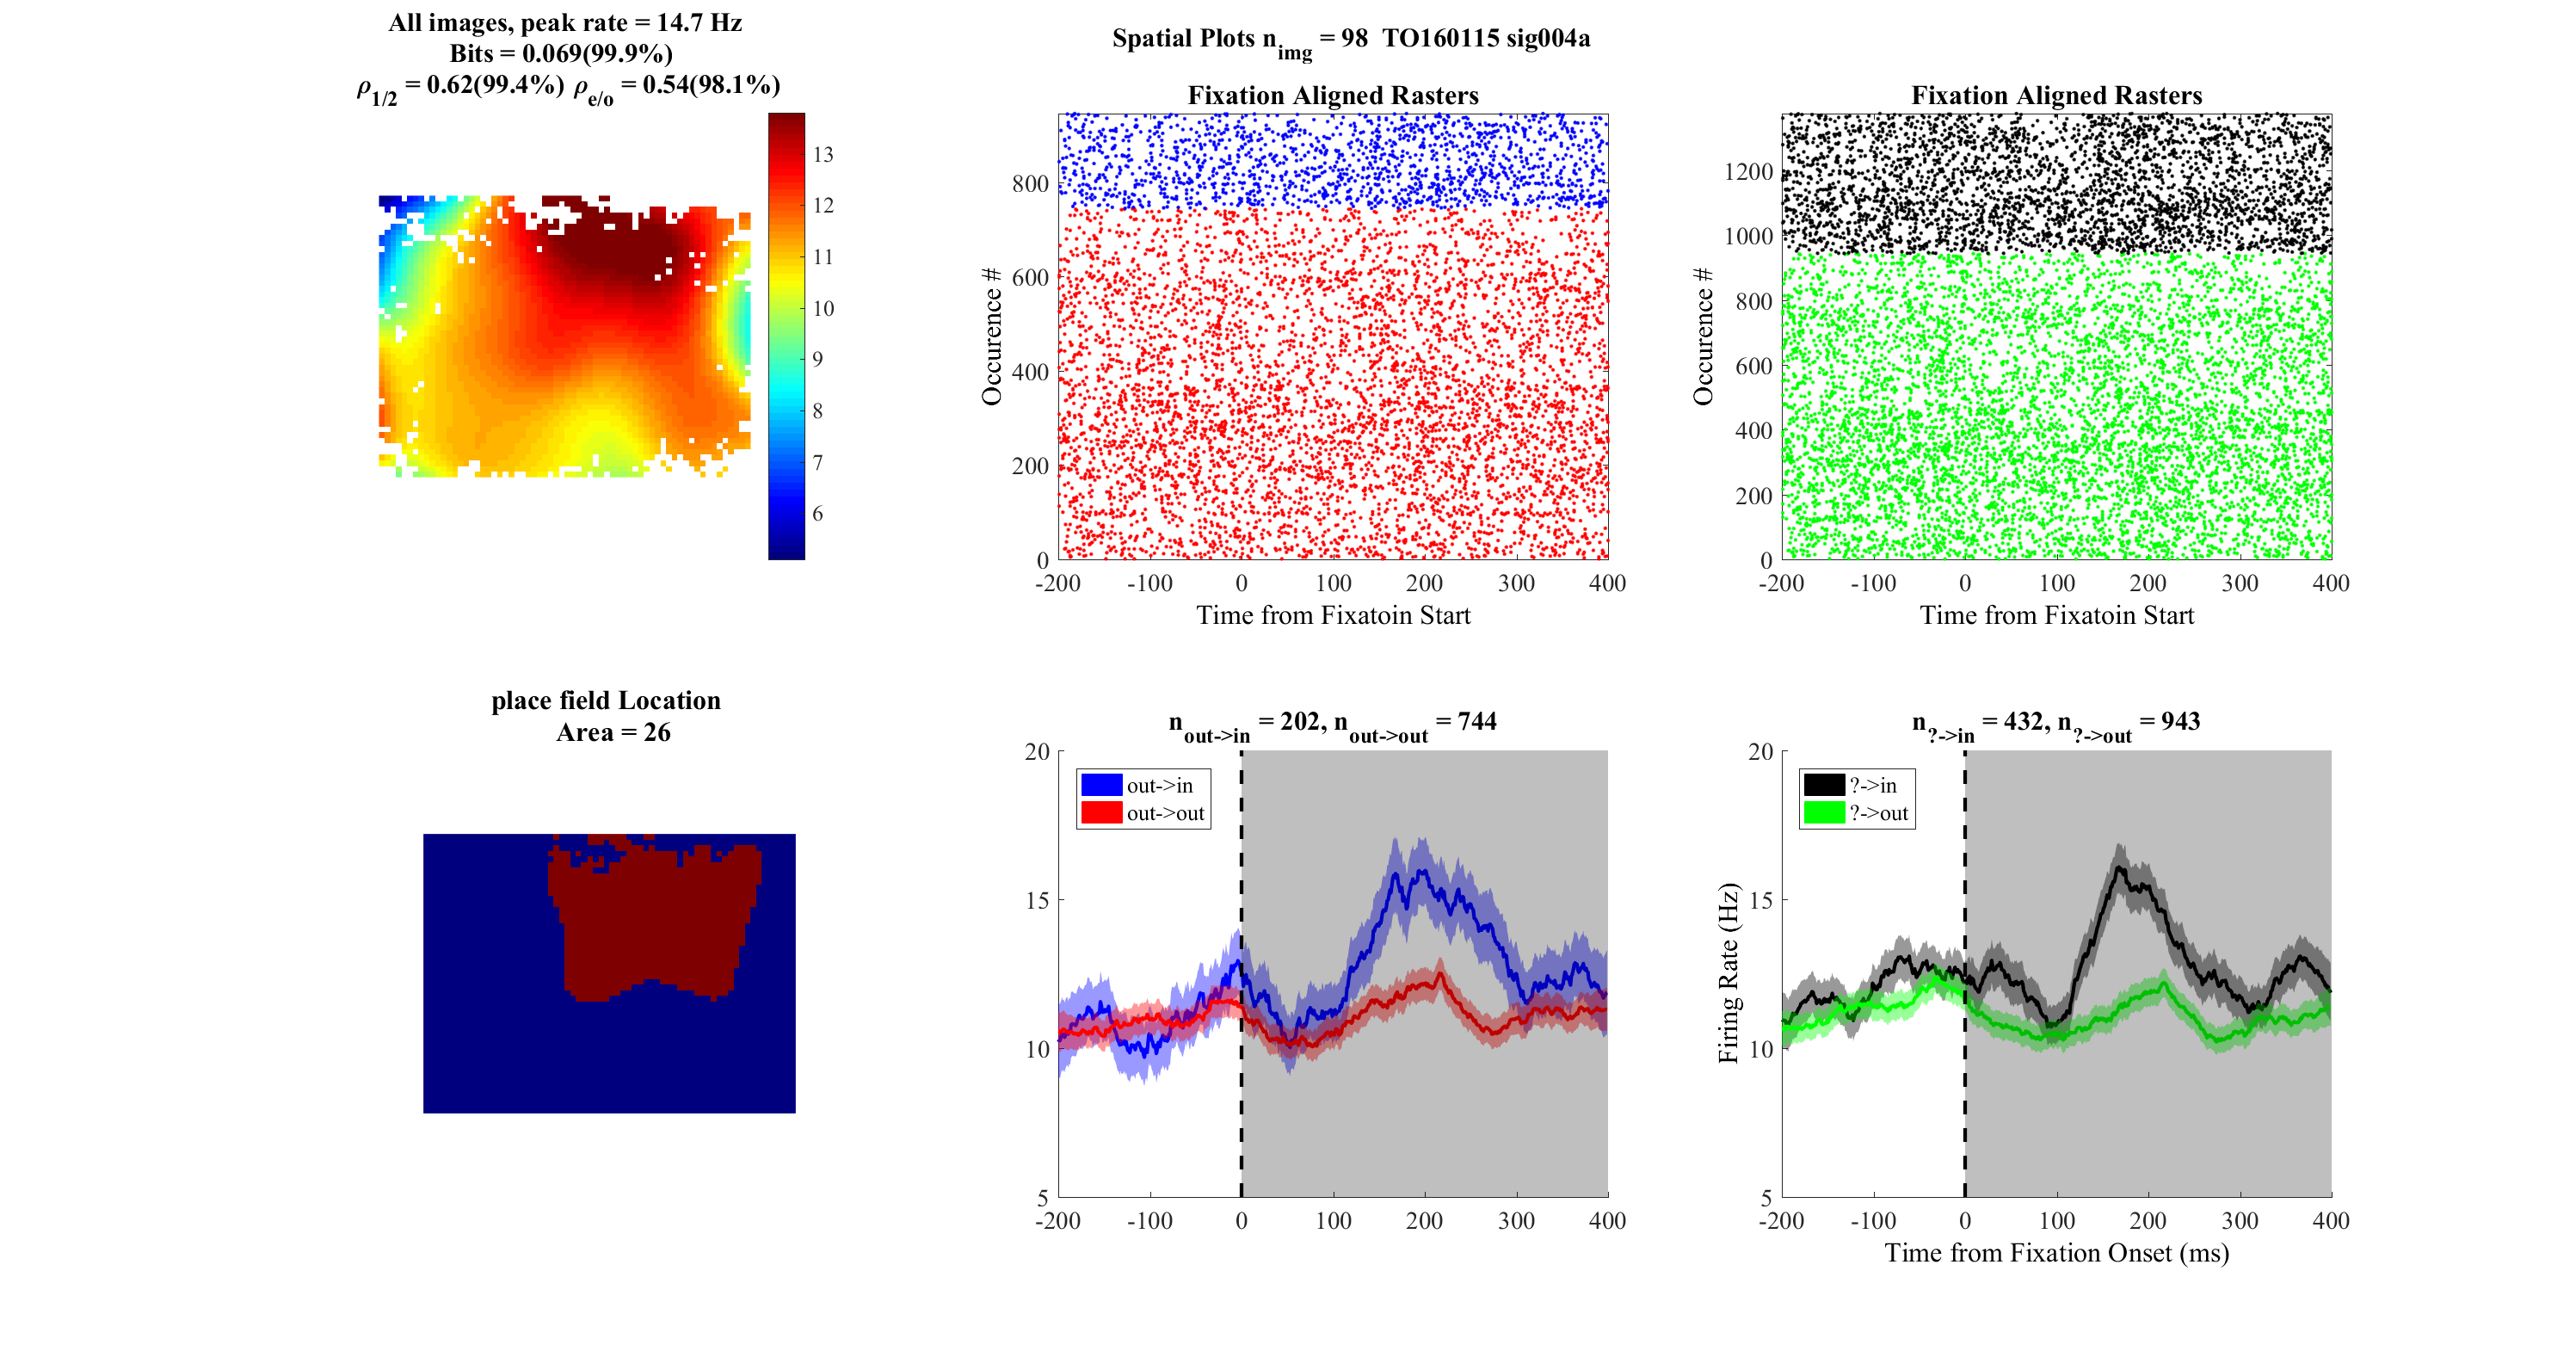 All images, peak rate = 14.7 Hz
Bits = 0.069(99.9%)
ρ1/2 = 0.62(99.4%) ρe/o = 0.54(98.1%)
13
12
11
10
9
8
7
6
Spatial Plots nimg = 98 TO160115 sig004a
Fixation Aligned Rasters
Occurence #
800
600
400
200
0
-200 -100 0 100 200 300 400
Time from Fixatoin Start
Fixation Aligned Rasters
Occurence #
1200
1000
800
600
400
200
0
-200 -100 0 100 200 300 400
Time from Fixatoin Start
place field Location
Area = 26
nout->in = 202, nout->out = 744
20
15
10
5
out->in
out->out
-200 -100 0 100 200 300 400
n?->in = 432, n?->out = 943
Firing Rate (Hz)
20
15
10
5
?->in
?->out
-200 -100 0 100 200 300 400
Time from Fixation Onset (ms)